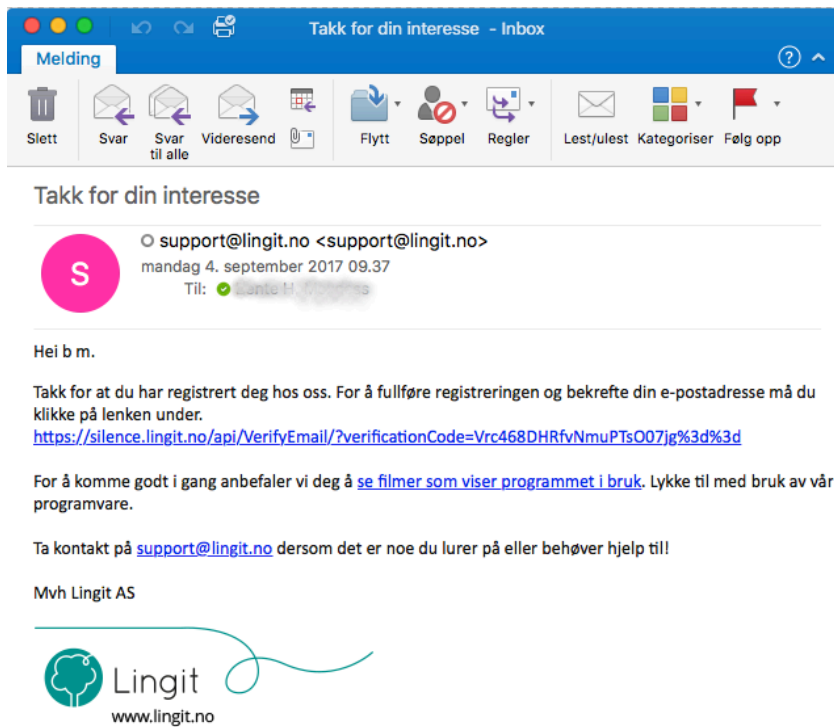 Takk for din interesse - Inbox
Melding
?
Slett
Svar
Svar til alle
Videresend
Flytt
Søppel
Regler
Lest/ulest
Kategoriser
Følg opp
Takk for din interesse
S
support@lingit.no <support@lingit.no>
mandag 4. september 2017 09.37
Til:
Hei b m.
Takk for at du har registrert deg hos oss. For å fullføre registreringen og bekrefte din e-postadresse må du
klikke på lenken under.
https://silence.lingit.no/api/VerifyEmail/?verificationCode=Vrc468DHRfvNmuPTsO07jg%3d%3d
For å komme godt i gang anbefaler vi deg å se filmer som viser programmet i bruk. Lykke til med bruk av vår
programvare.
Ta kontakt på support@lingit.no dersom det er noe du lurer på eller behøver hjelp til!
Mvh Lingit AS
Lingit
www.lingit.no